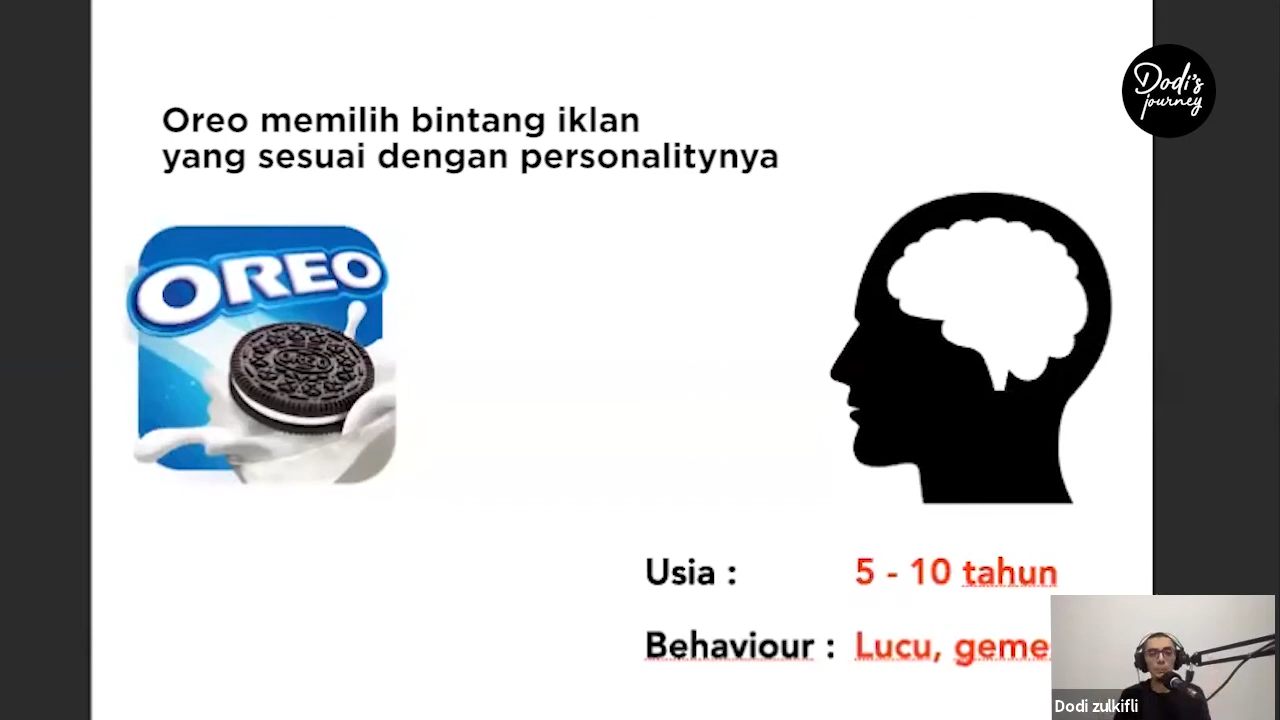 Dodi's
journey
Oreo memilih bintang iklan
yang sesuai dengan personalitynya
OREO
Usia : 5 - 10 tahun
Behaviour : Lucu, geme
Dodi zulkifli